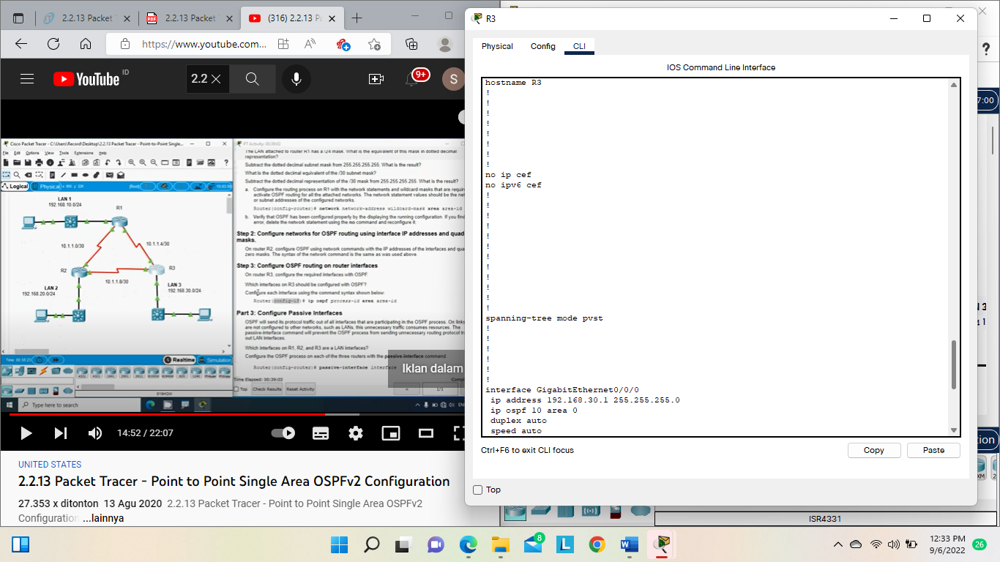 2.2.13 Packet
2.2.13 Packet
(316) 2.2.13 P
https://www.youtube.com...
YouTube ID
2.2
9+
S
Cisco Packet Tracer - C:\Users\Record\Desktop\2.2.13 Packet Tracer - Point-to-Point Single...
File Edit Options View Tools Extensions Help
Logical
Physical
LAN 1
192.168.10.0/24
R1
10.1.1.0/30
10.1.1.4/30
R2
R3
10.1.1.8/30
LAN 2
192.168.20.0/24
LAN 3
192.168.30.0/24
Realtime
Simulation
Type here to search
PT Activity: 00:39:02
The LAN attached to router R1 has a /24 mask. What is the equivalent of this mask in dotted decimal
representation?
Subtract the dotted decimal subnet mask from 255.255.255.255. What is the result?
What is the dotted decimal equivalent of the /30 subnet mask?
Subtract the dotted decimal representation of the /30 mask from 255.255.255.255. What is the result?
a. Configure the routing process on R1 with the network statements and wildcard masks that are requir
activate OSPF routing for all the attached networks. The network statement values should be the net
or subnet addresses of the configured networks.
Router(config-router)# network network-address wildcard-mask area area-id
b. Verify that OSPF has been configured properly by the displaying the running configuration. If you find
error, delete the network statement using the no command and reconfigure it.
Step 2: Configure networks for OSPF routing using interface IP addresses and quad
masks.
On router R2, configure OSPF using network commands with the IP addresses of the interfaces and qua
zero masks. The syntax of the network command is the same as was used above.
Step 3: Configure OSPF routing on router interfaces
On router R3, configure the required interfaces with OSPF.
Which interfaces on R3 should be configured with OSPF?
Configure each interface using the command syntax shown below:
Router(config-if)# ip ospf process-id area area-id
Part 3: Configure Passive Interfaces
OSPF will send its protocol traffic out of all interfaces that are participating in the OSPF process. On links
are not configured to other networks, such as LANs, this unnecessary traffic consumes resources. The
passive-interface command will prevent the OSPF process from sending unnecessary routing protocol tr
out LAN interfaces.
Which interfaces on R1, R2, and R3 are a LAN interfaces?
Configure the OSPF process on each of the three routers with the passive-interface command.
Router(config-router)# passive-interface interface
Iklan dalam
Time Elapsed: 00:39:03
Top
Check Results
Reset Activity
<
1/1
14:52 / 22:07
UNITED STATES
2.2.13 Packet Tracer - Point to Point Single Area OSPFv2 Configuration
27.353 x ditonton 13 Agu 2020 2.2.13 Packet Tracer - Point to Point Single Area OSPFv2
Configuration ...lainnya
R3
Physical
Config
CLI
IOS Command Line Interface
hostname R3
!
!
!
!
!
!
!
!
no ip cef
no ipv6 cef
!
!
!
!
!
!
!
!
!
!
!
!
spanning-tree mode pvst
!
!
!
!
!
!
interface GigabitEthernet0/0/0
ip address 192.168.30.1 255.255.255.0
ip ospf 10 area 0
duplex auto
speed auto
Ctrl+F6 to exit CLI focus
Copy
Paste
Top
?
7:00
tion
ISR4331
8
12:33 PM
9/6/2022
26